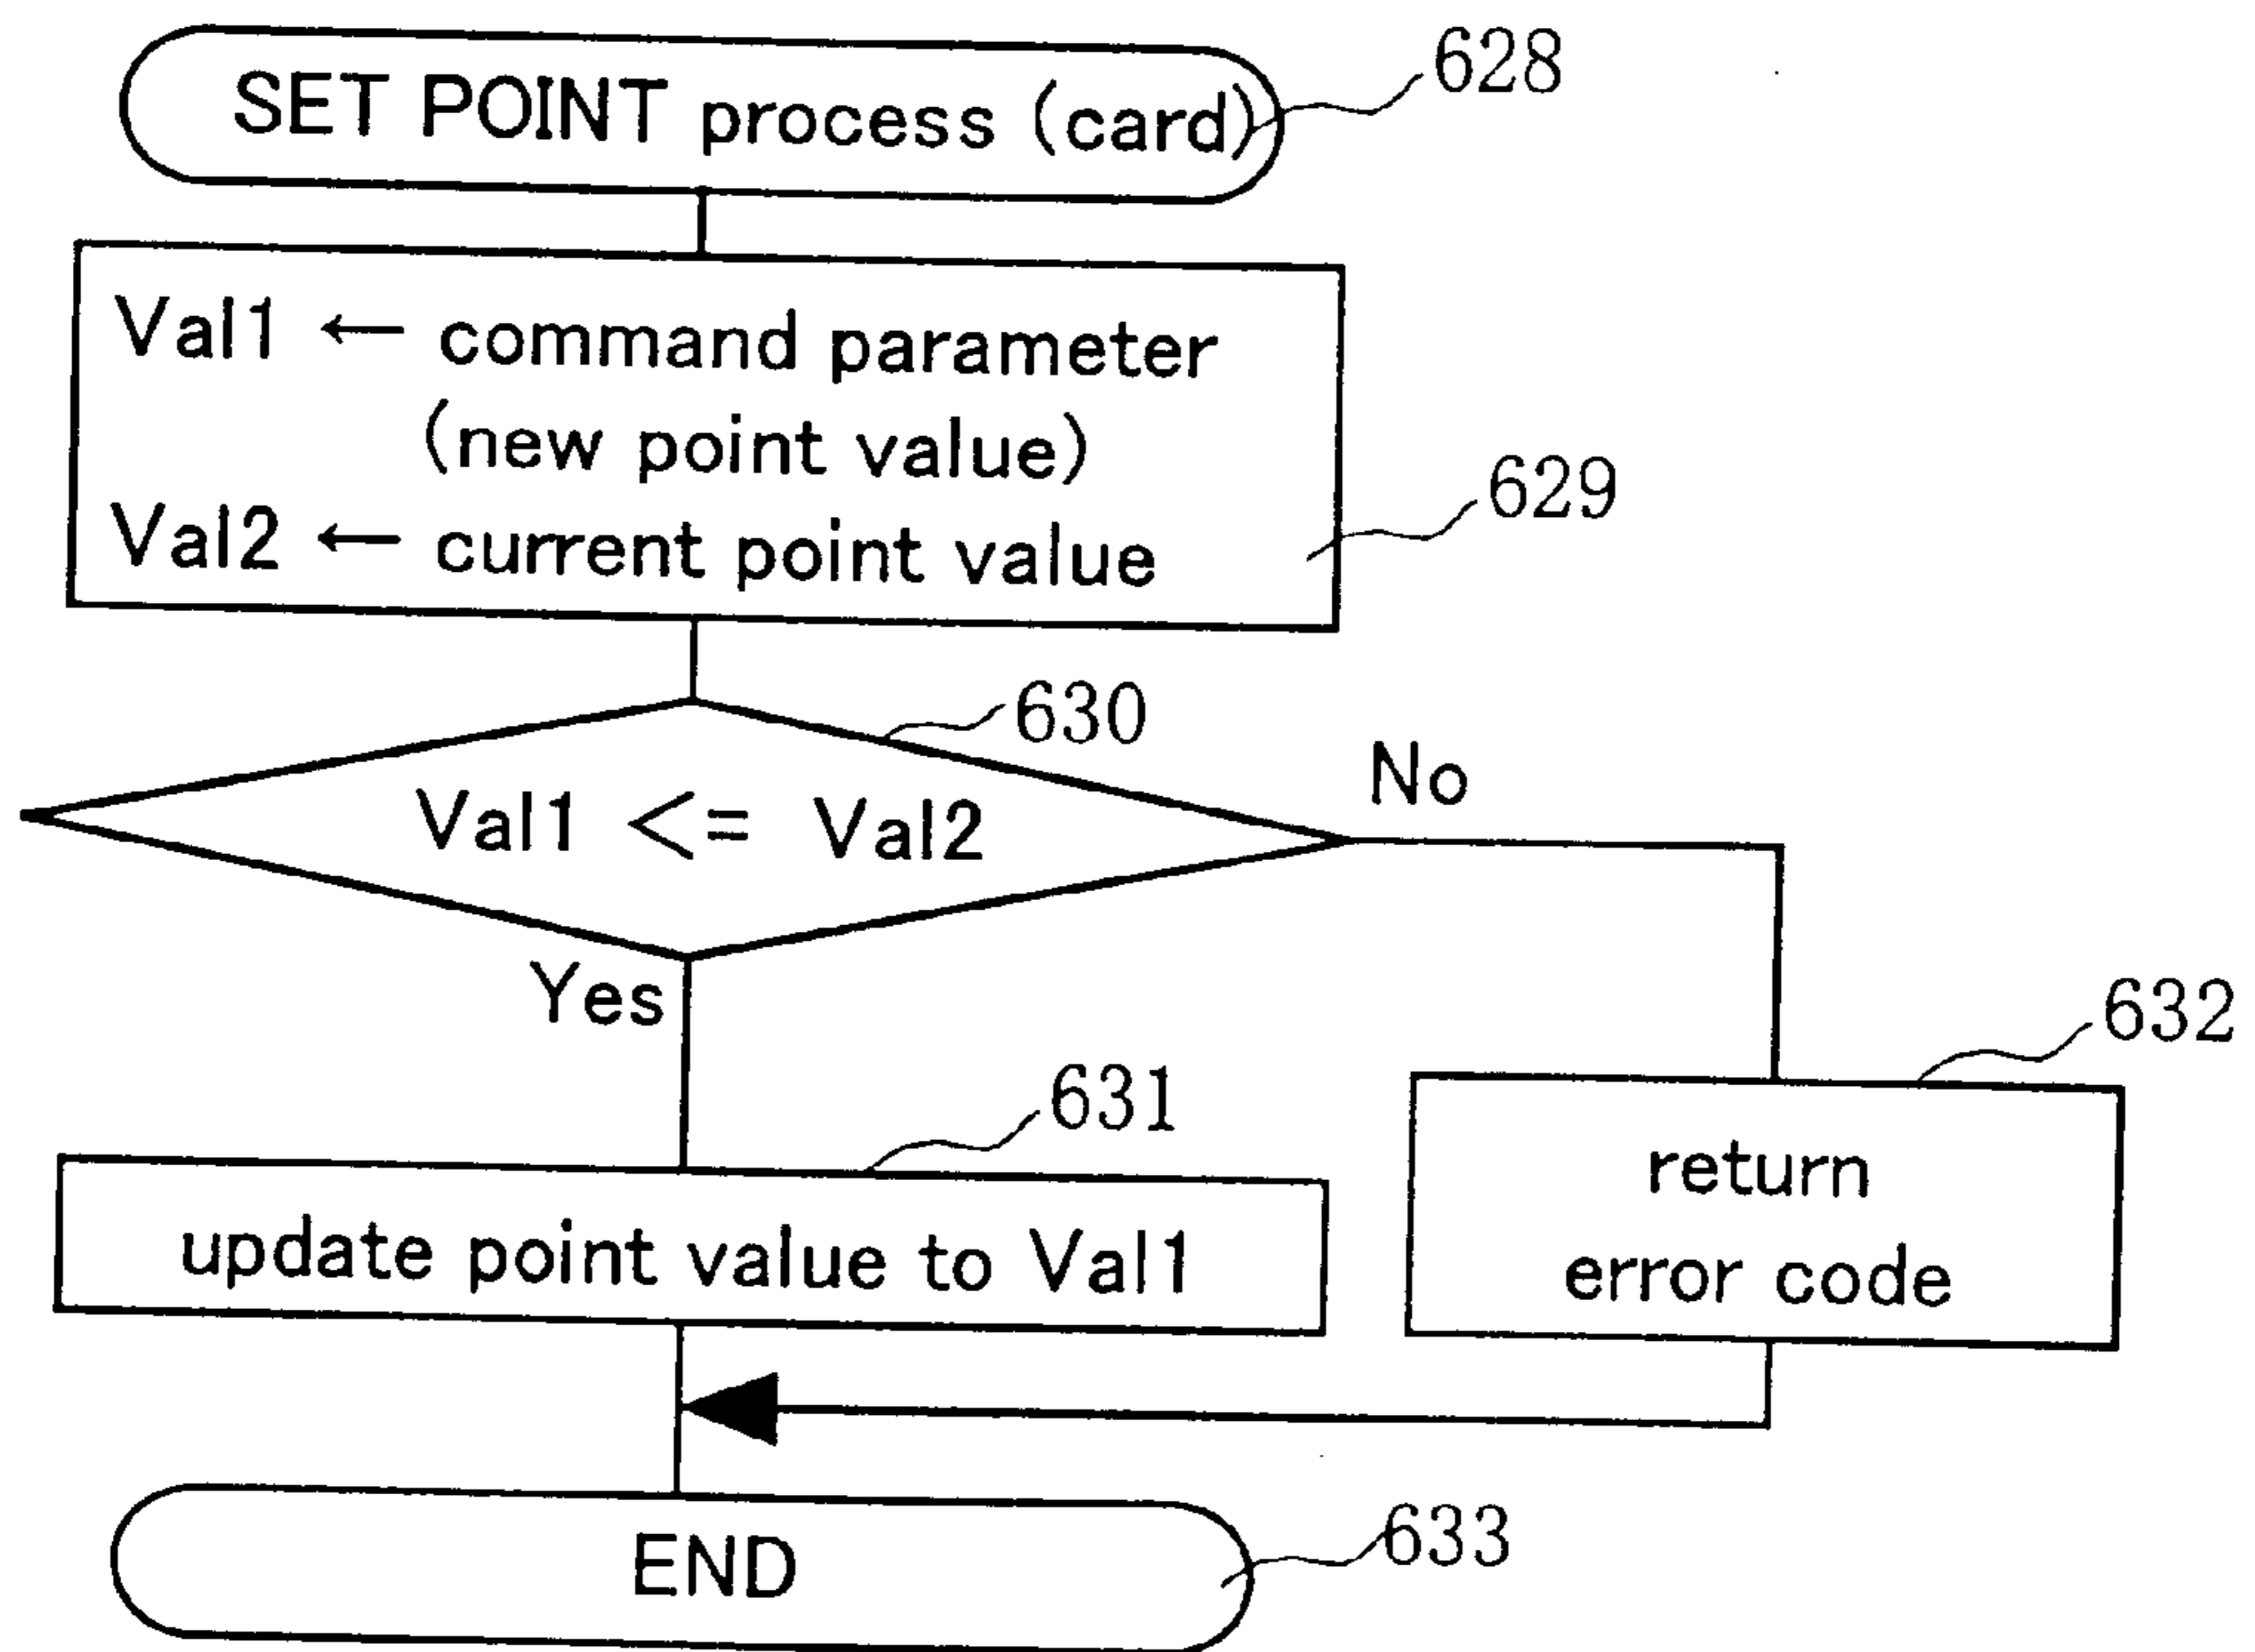 SET POINT process (card)
628
Val1 ← command parameter
(new point value)
Val2 ← current point value
629
630
Val1 <= Val2
No
Yes
632
631
return
error code
update point value to Val1
END
633